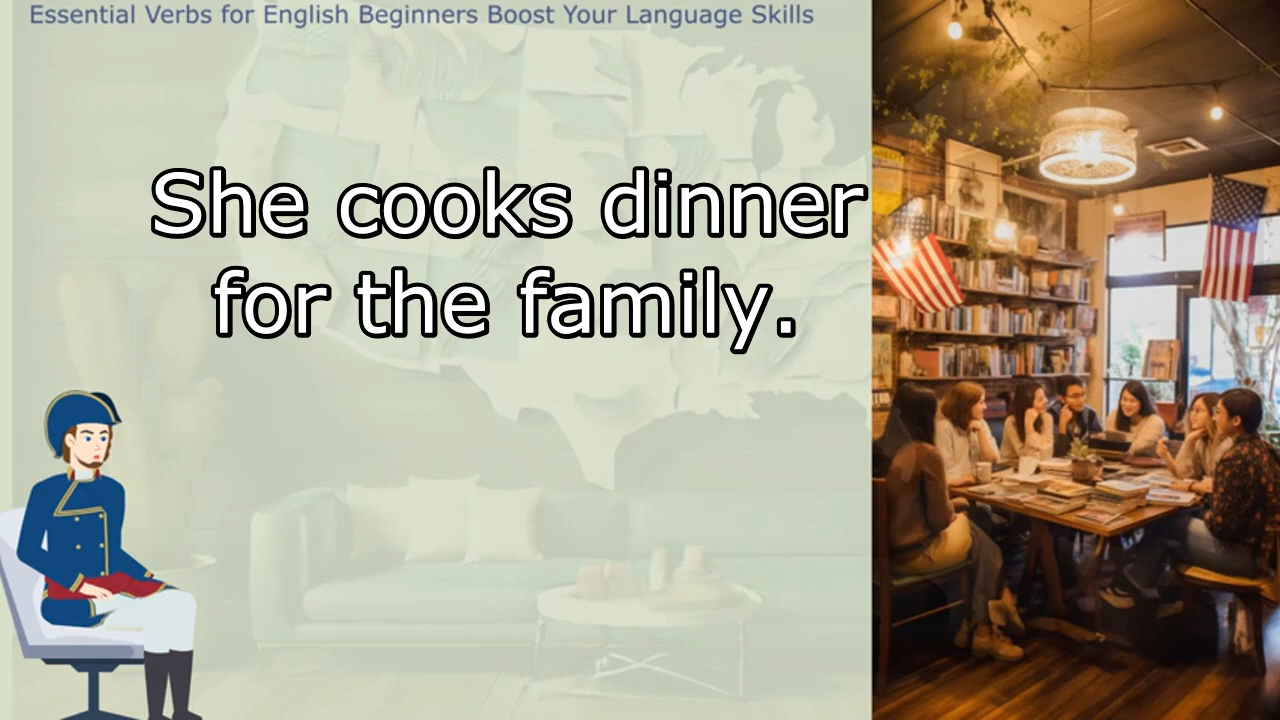 Essential Verbs for English Beginners Boost Your Language Skills
She cooks dinner
for the family.